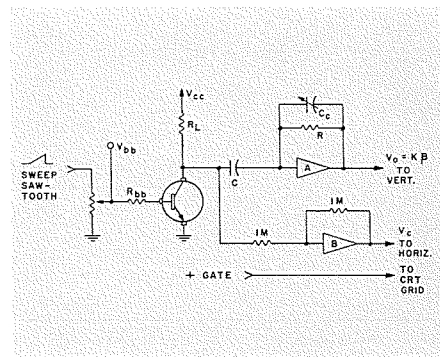 Vcc
RL
Vbb
SWEEP
SAW-
TOOTH
Rbb
C
Cc
R
A
Vo = Kβ
TO
VERT.
1M
1M
B
Vc
TO
HORIZ.
+ GATE
TO
CRT
GRID